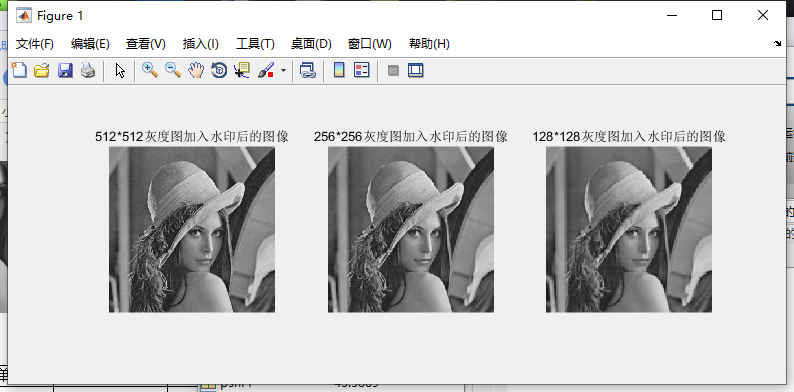 Figure 1
文件(F) 编辑(E) 查看(V) 插入(I) 工具(T) 桌面(D) 窗口(W) 帮助(H)
512*512灰度图加入水印后的图像 256*256灰度图加入水印后的图像 128*128灰度图加入水印后的图像